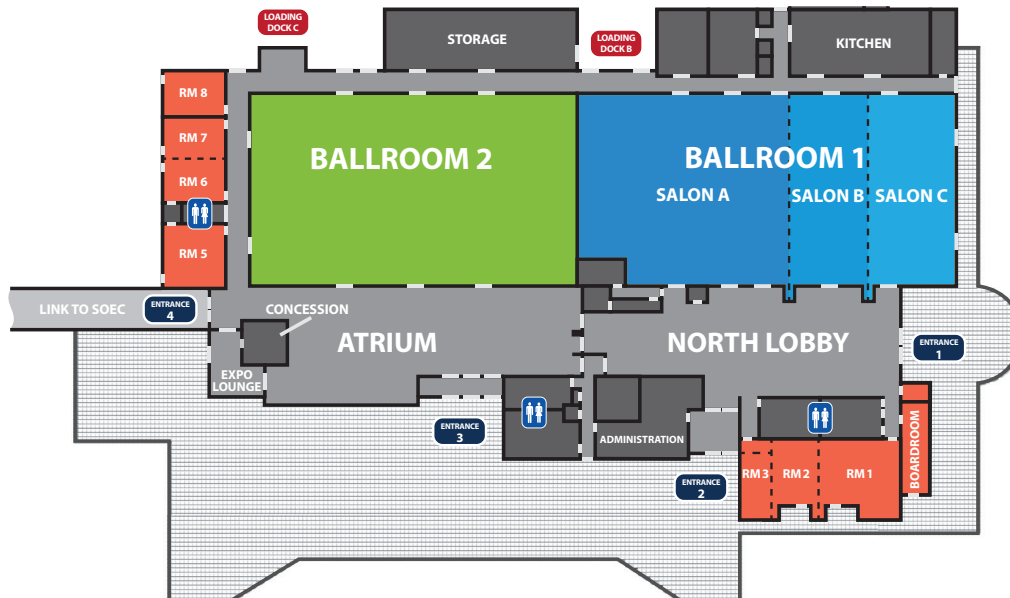 LOADING
DOCK C
STORAGE
LOADING
DOCK B
KITCHEN
RM 8
RM 7
RM 6
RM 5
BALLROOM 2
BALLROOM 1
SALON A
SALON B
SALON C
LINK TO SOEC
ENTRANCE
4
CONCESSION
ATRIUM
NORTH LOBBY
ENTRANCE
1
EXPO
LOUNGE
ENTRANCE
3
ADMINISTRATION
ENTRANCE
2
RM 3
RM 2
RM 1
BOARDROOM